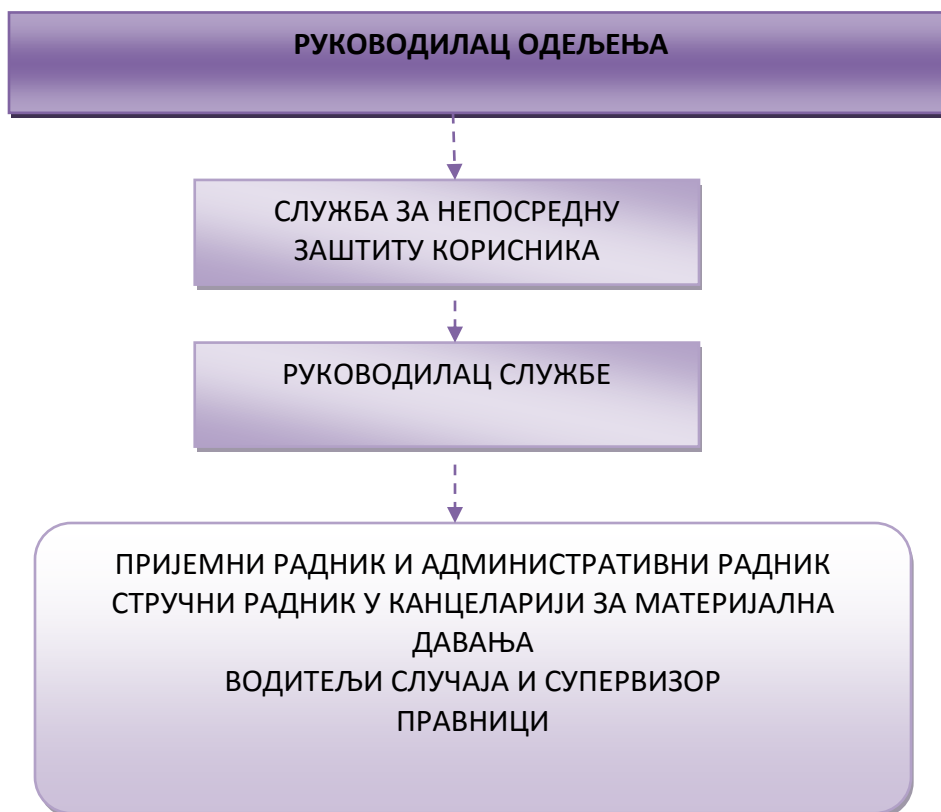 РУКОВОДИЛАЦ ОДЕЉЕЊА
СЛУЖБА ЗА НЕПОСРЕДНУ
ЗАШТИТУ КОРИСНИКА
РУКОВОДИЛАЦ СЛУЖБЕ
ПРИЈЕМНИ РАДНИК И АДМИНИСТРАТИВНИ РАДНИК
СТРУЧНИ РАДНИК У КАНЦЕЛАРИЈИ ЗА МАТЕРИЈАЛНА
ДАВАЊА
ВОДИТЕЉИ СЛУЧАЈА И СУПЕРВИЗОР
ПРАВНИЦИ